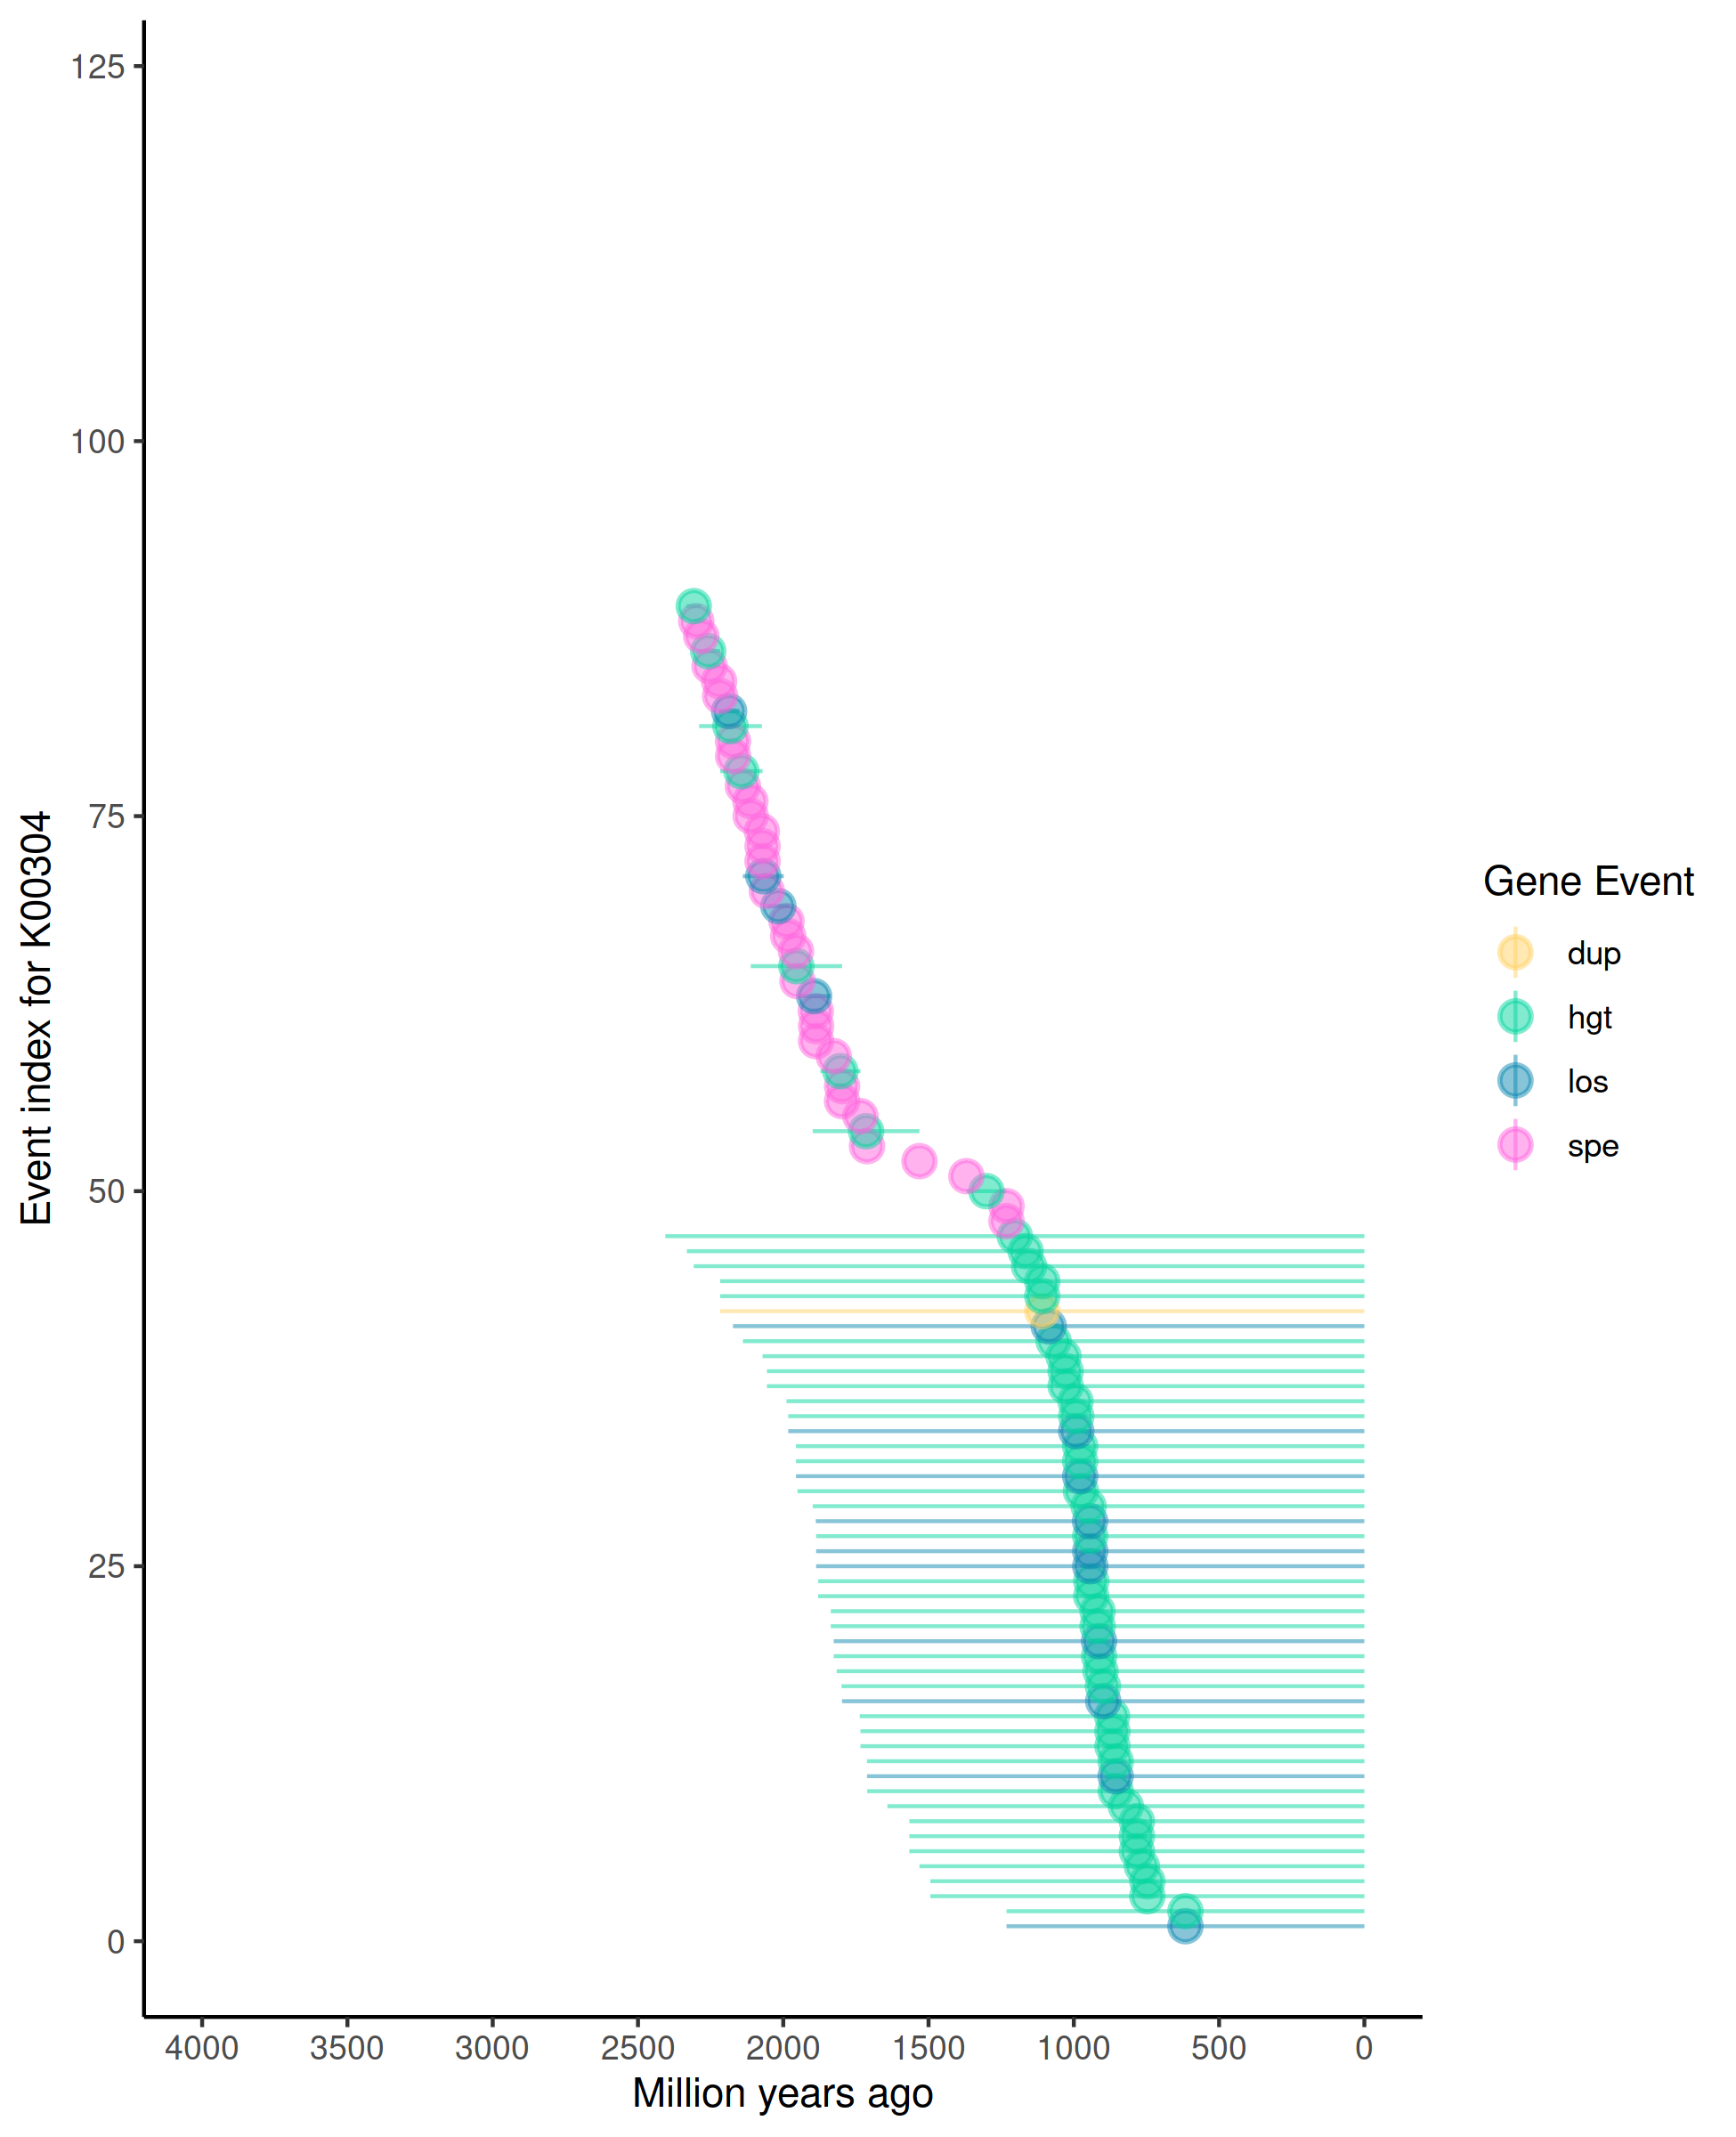 125
100
75
50
25
0
Event index for K00304
4000 3500 3000 2500 2000 1500 1000 500 0
Million years ago
Gene Event
dup
hgt
los
spe